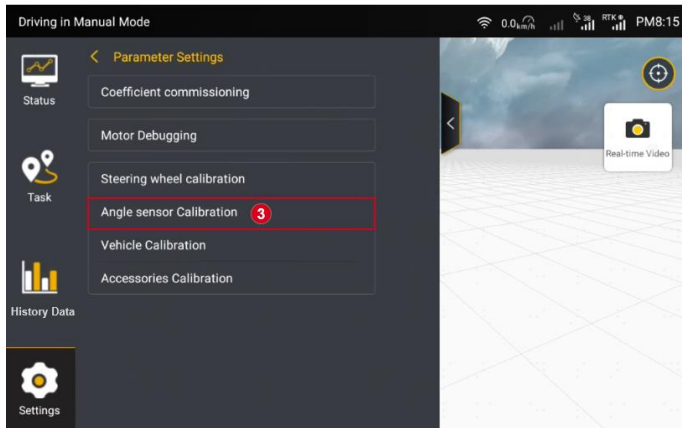 Driving in Manual Mode
0.0km/h
38
RTK
PM8:15
Status
Task
History Data
Settings
Parameter Settings
Coefficient commissioning
Motor Debugging
Steering wheel calibration
Angle sensor Calibration 3
Vehicle Calibration
Accessories Calibration
Real-time Video